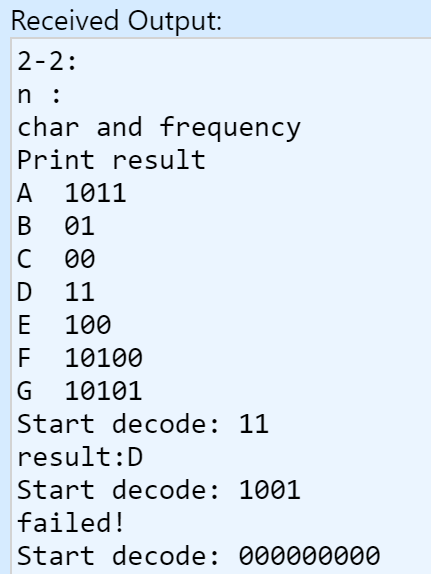 Received Output:
2-2:
n :
char and frequency
Print result
A  1011
B  01
C  00
D  11
E  100
F  10100
G  10101
Start decode: 11
result:D
Start decode: 1001
failed!
Start decode: 000000000